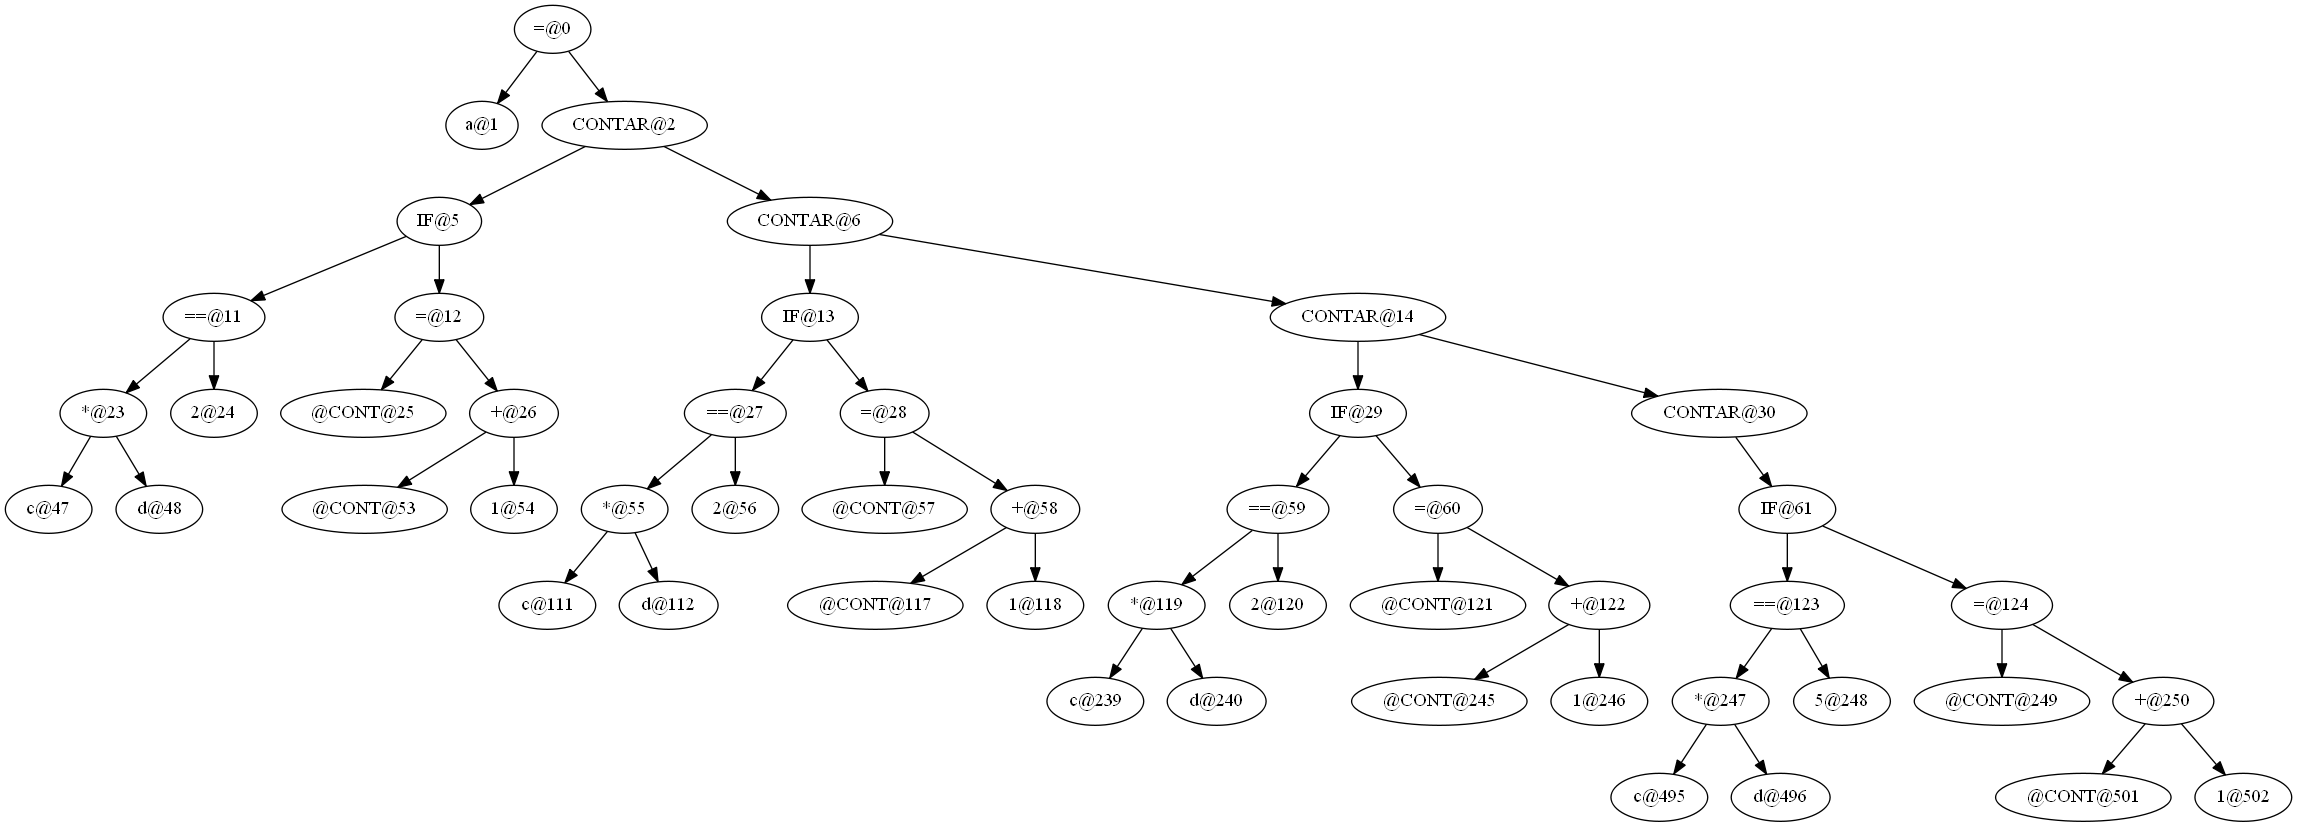 =@0
a@1 CONTAR@2
IF@5 CONTAR@6
==@11 =@12 IF@13 CONTAR@14
*@23 2@24 @CONT@25 +@26 ==@27 =@28 IF@29 CONTAR@30
c@47 d@48 @CONT@53 1@54 *@55 2@56 @CONT@57 +@58 ==@59 =@60 IF@61
c@111 d@112 @CONT@117 1@118 *@119 2@120 @CONT@121 +@122 ==@123 =@124
c@239 d@240 @CONT@245 1@246 *@247 5@248 @CONT@249 +@250
c@495 d@496 @CONT@501 1@502